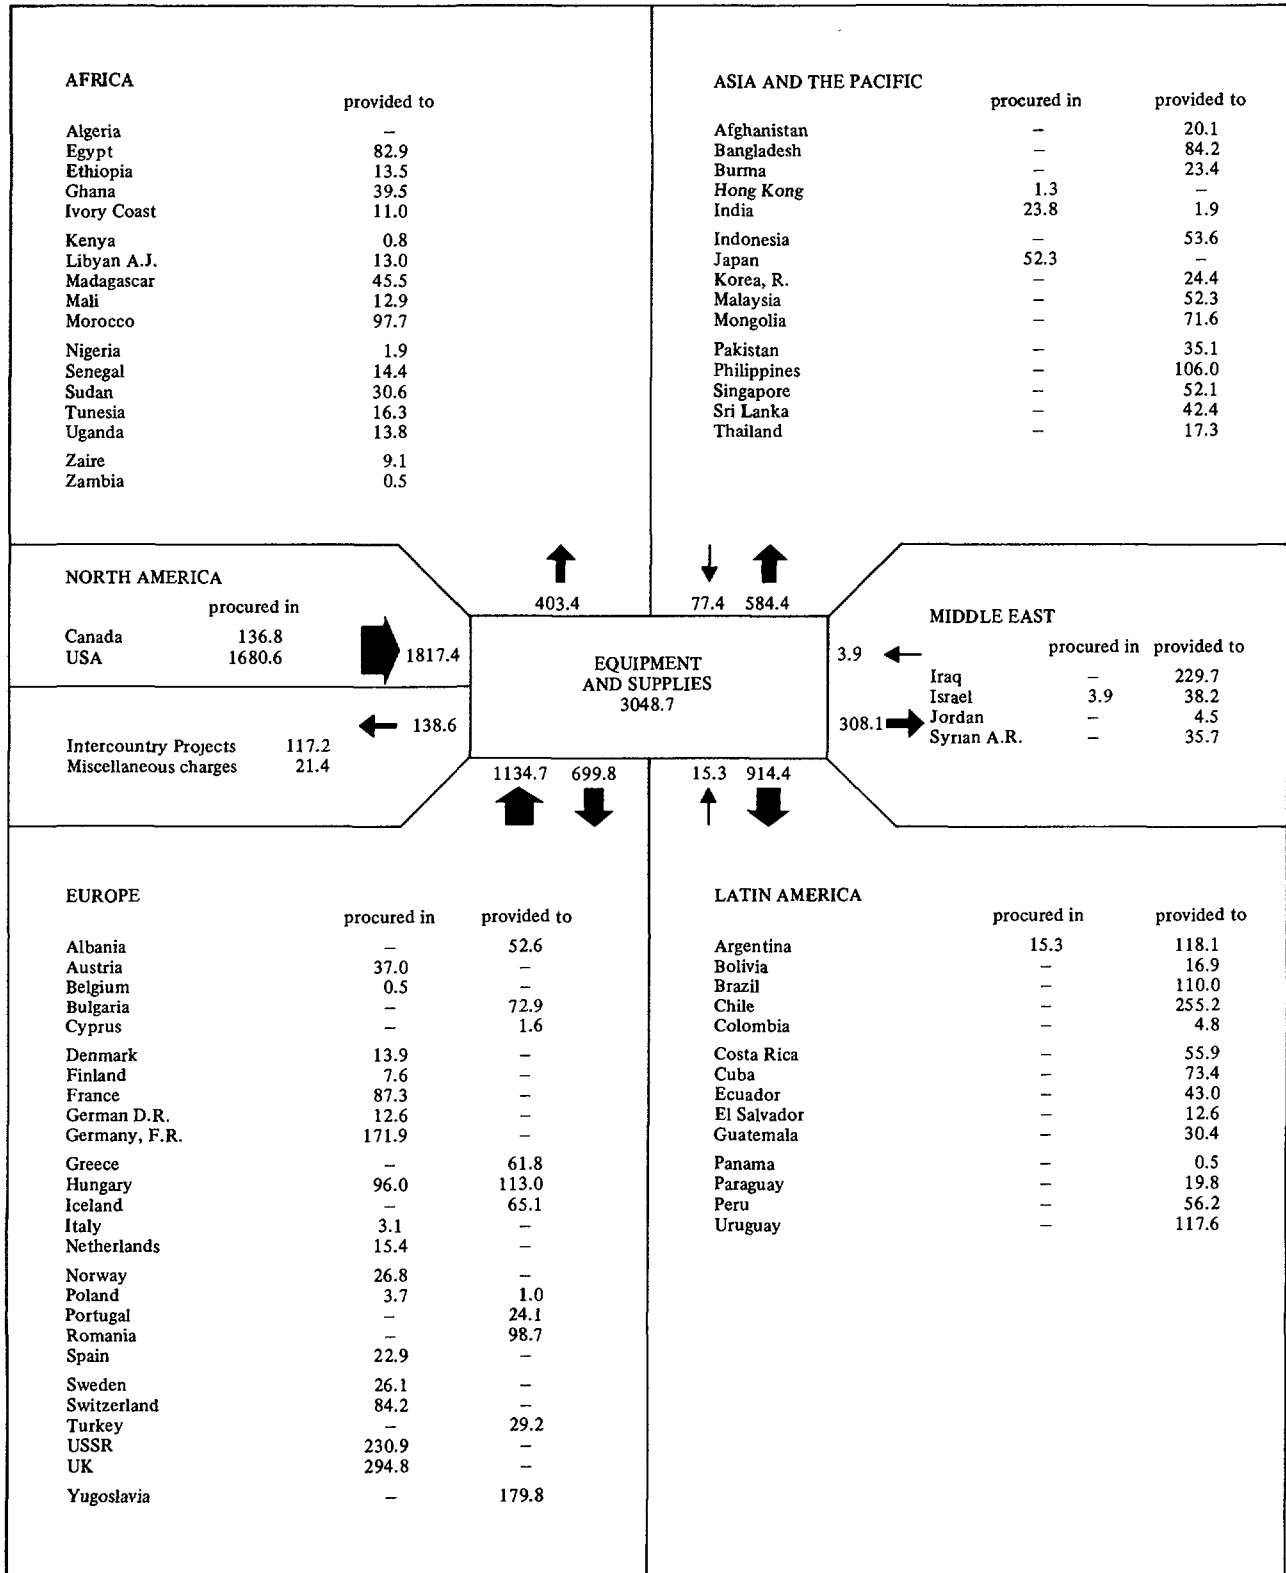 AFRICA
provided to
Algeria –
Egypt 82.9
Ethiopia 13.5
Ghana 39.5
Ivory Coast 11.0
Kenya 0.8
Libyan A.J. 13.0
Madagascar 45.5
Mali 12.9
Morocco 97.7
Nigeria 1.9
Senegal 14.4
Sudan 30.6
Tunesia 16.3
Uganda 13.8
Zaire 9.1
Zambia 0.5
ASIA AND THE PACIFIC
procured in provided to
Afghanistan – 20.1
Bangladesh – 84.2
Burma – 23.4
Hong Kong 1.3 –
India 23.8 1.9
Indonesia – 53.6
Japan 52.3 –
Korea, R. – 24.4
Malaysia – 52.3
Mongolia – 71.6
Pakistan – 35.1
Philippines – 106.0
Singapore – 52.1
Sri Lanka – 42.4
Thailand – 17.3
403.4
77.4 584.4
NORTH AMERICA
procured in
Canada 136.8
USA 1680.6
1817.4
EQUIPMENT
AND SUPPLIES
3048.7
MIDDLE EAST
procured in provided to
Iraq – 229.7
Israel 3.9 38.2
Jordan – 4.5
Syrian A.R. – 35.7
3.9
308.1
138.6
Intercountry Projects 117.2
Miscellaneous charges 21.4
1134.7 699.8
15.3 914.4
EUROPE
procured in provided to
Albania – 52.6
Austria 37.0 –
Belgium 0.5 –
Bulgaria – 72.9
Cyprus – 1.6
Denmark 13.9 –
Finland 7.6 –
France 87.3 –
German D.R. 12.6 –
Germany, F.R. 171.9 –
Greece – 61.8
Hungary 96.0 113.0
Iceland – 65.1
Italy 3.1 –
Netherlands 15.4 –
Norway 26.8 –
Poland 3.7 1.0
Portugal – 24.1
Romania – 98.7
Spain 22.9 –
Sweden 26.1 –
Switzerland 84.2 –
Turkey – 29.2
USSR 230.9 –
UK 294.8 –
Yugoslavia – 179.8
LATIN AMERICA
procured in provided to
Argentina 15.3 118.1
Bolivia – 16.9
Brazil – 110.0
Chile – 255.2
Colombia – 4.8
Costa Rica – 55.9
Cuba – 73.4
Ecuador – 43.0
El Salvador – 12.6
Guatemala – 30.4
Panama – 0.5
Paraguay – 19.8
Peru – 56.2
Uruguay – 117.6